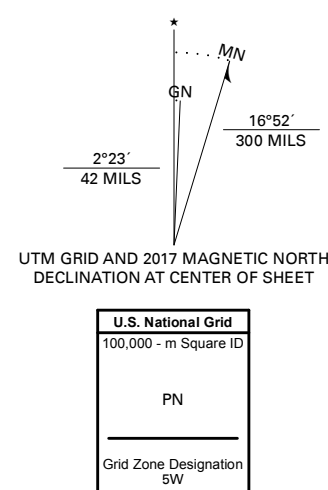 ★
MN
GN
16°52´
300 MILS
2°23´
42 MILS
UTM GRID AND 2017 MAGNETIC NORTH
DECLINATION AT CENTER OF SHEET
U.S. National Grid
100,000 - m Square ID
PN
Grid Zone Designation
5W